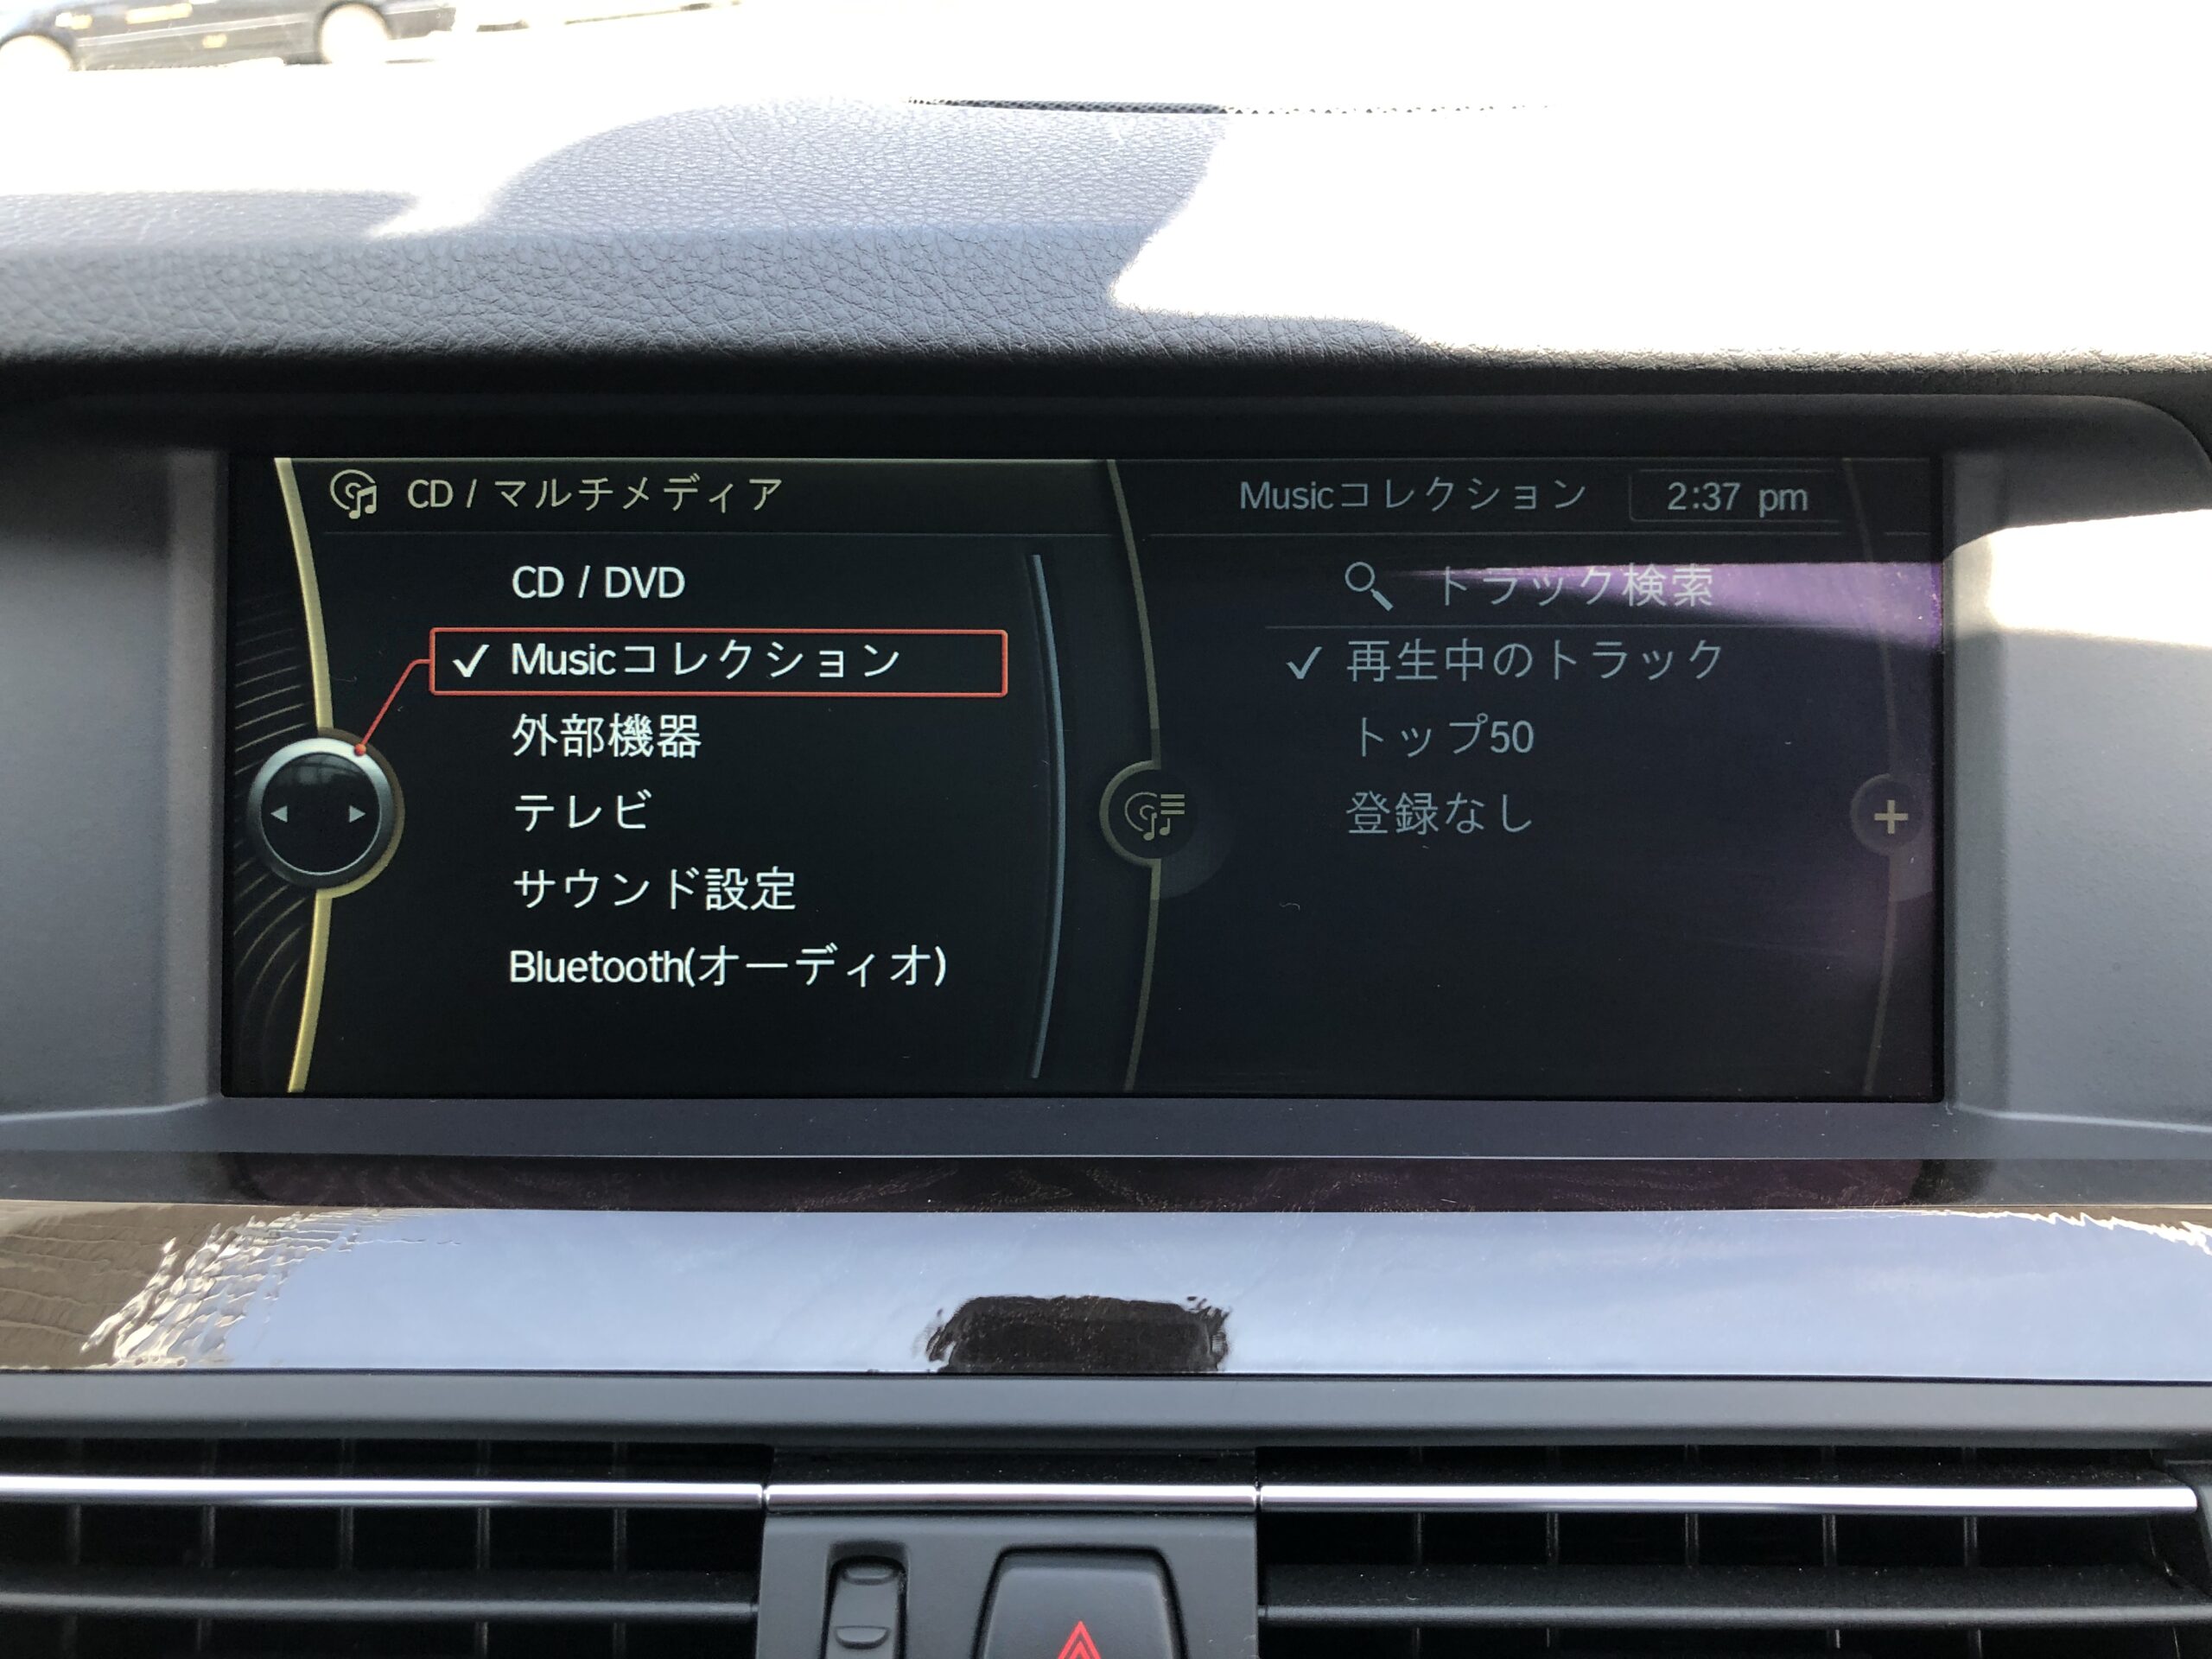 CD / マルチメディア
CD / DVD
Musicコレクション
外部機器
テレビ
サウンド設定
Bluetooth(オーディオ)
Musicコレクション
2:37 pm
トラック検索
再生中のトラック
トップ50
登録なし